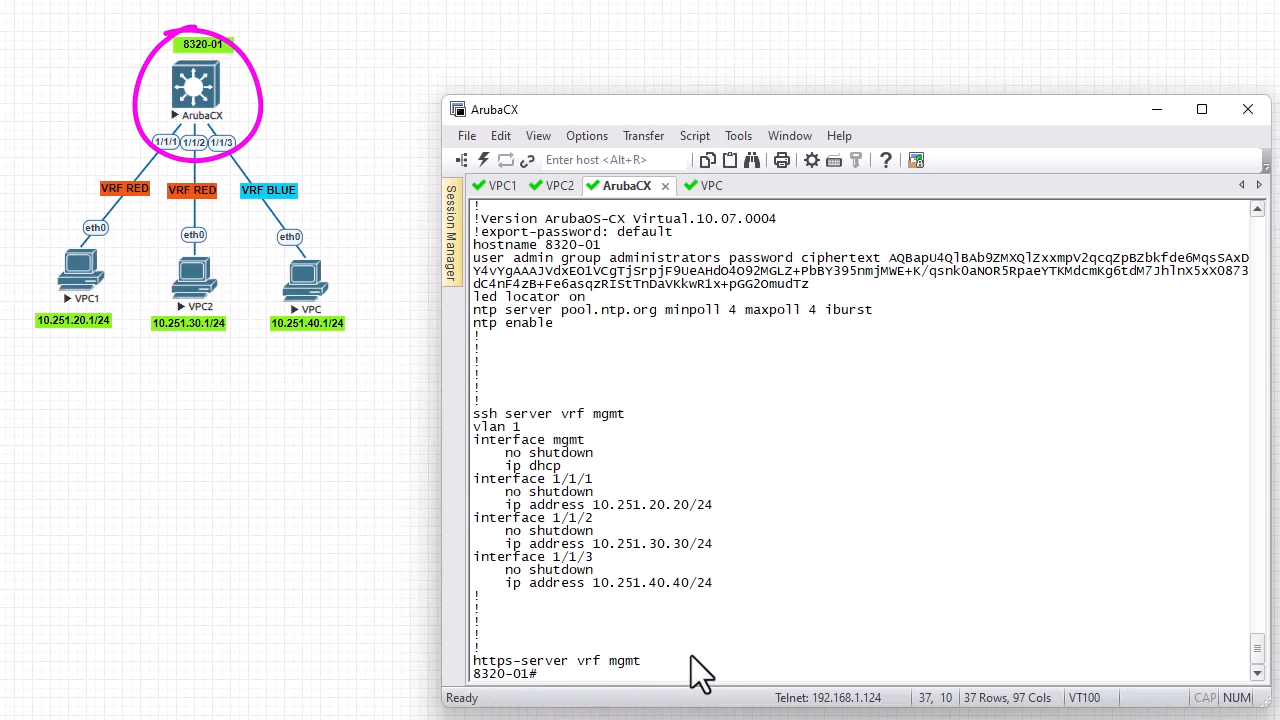 8320-01
ArubaCX
1/1/1
1/1/2
1/1/3
VRF RED
VRF RED
VRF BLUE
eth0
eth0
eth0
VPC1
VPC2
VPC
10.251.20.1/24
10.251.30.1/24
10.251.40.1/24
ArubaCX
File Edit View Options Transfer Script Tools Window Help
Enter host <Alt+R>
VPC1 VPC2 ArubaCX VPC
Session Manager
!
!Version ArubaOS-CX Virtual.10.07.0004
!export-password: default
hostname 8320-01
user admin group administrators password ciphertext
led locator on
ntp server pool.ntp.org minpoll 4 maxpoll 4 iburst
ntp enable
!
!
!
!
!
!
ssh server vrf mgmt
vlan 1
interface mgmt
no shutdown
ip dhcp
interface 1/1/1
no shutdown
ip address 10.251.20.20/24
interface 1/1/2
no shutdown
ip address 10.251.30.30/24
interface 1/1/3
no shutdown
ip address 10.251.40.40/24
!
!
!
!
!
https-server vrf mgmt
8320-01#
Ready Telnet: 192.168.1.124 37, 10 37 Rows, 97 Cols VT100 CAP NUM